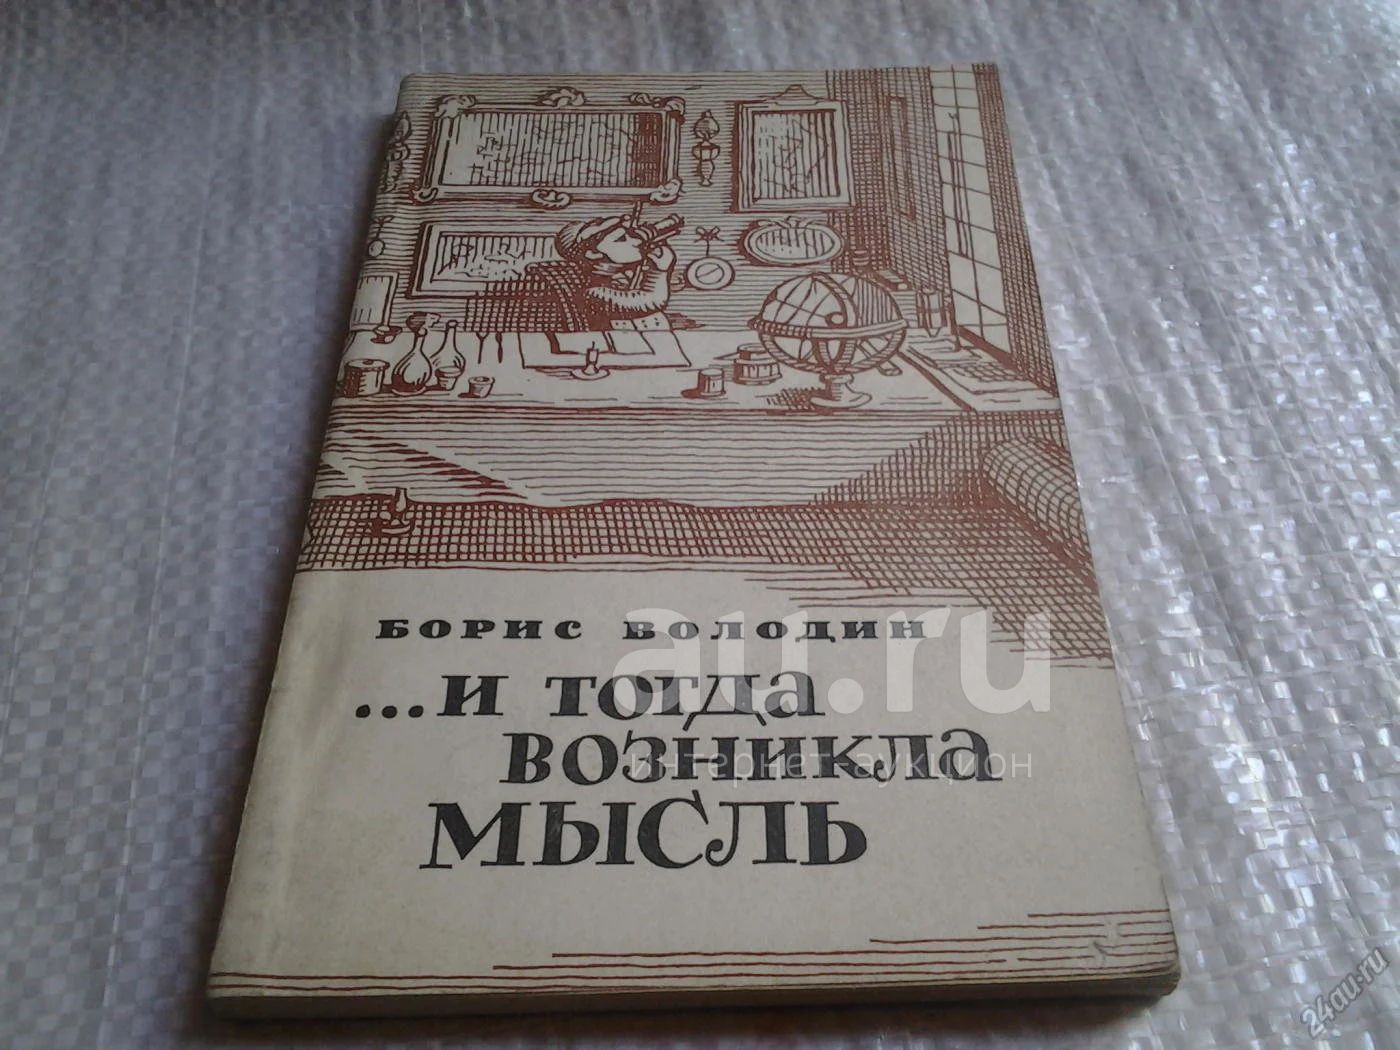 БОРИС ВОЛОДИН
...И ТОГДА
ВОЗНИКЛА
МЫСЛЬ
au.ru
интернет-аукцион
24au.ru